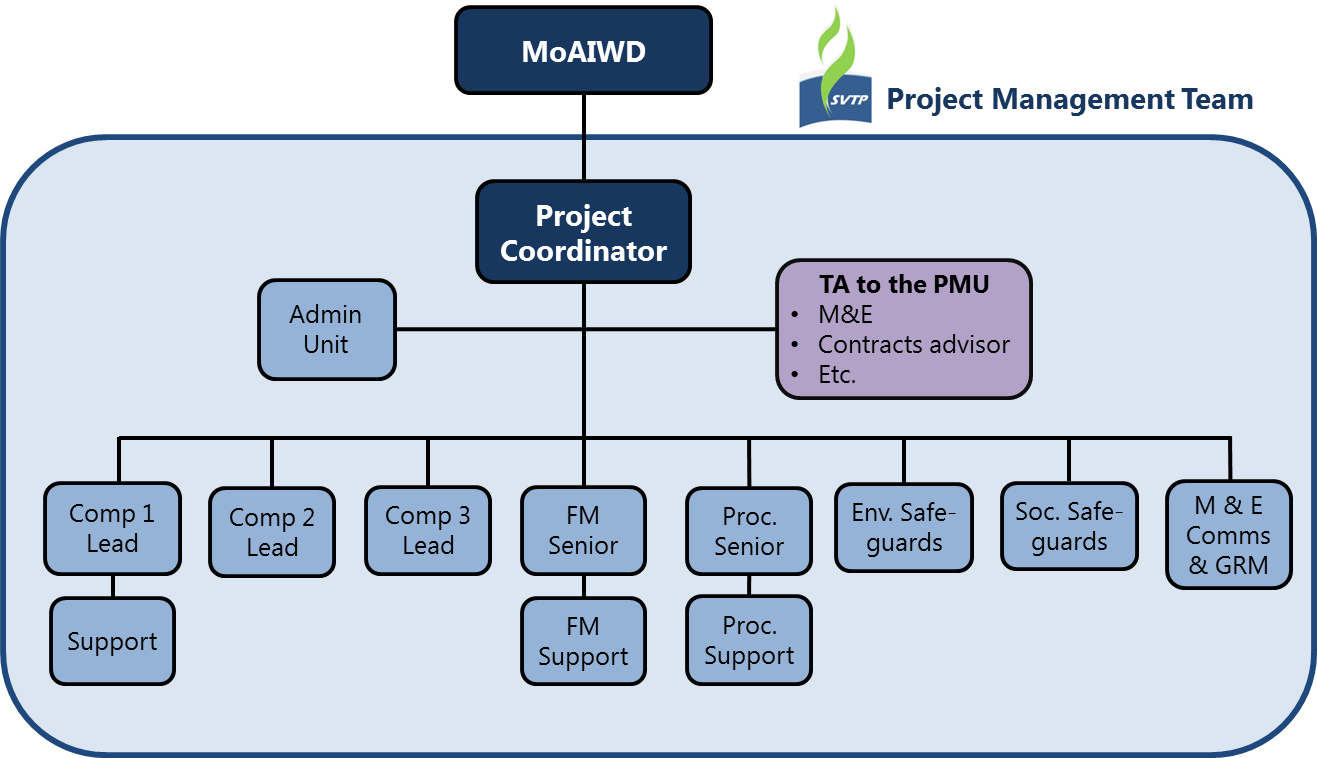 MoAIWD
SVTP
Project Management Team
Project
Coordinator
Admin
Unit
TA to the PMU
• M&E
• Contracts advisor
• Etc.
Comp 1
Lead
Comp 2
Lead
Comp 3
Lead
FM
Senior
Proc.
Senior
Env. Safe-
guards
Soc. Safe-
guards
M & E
Comms
& GRM
Support
FM
Support
Proc.
Support